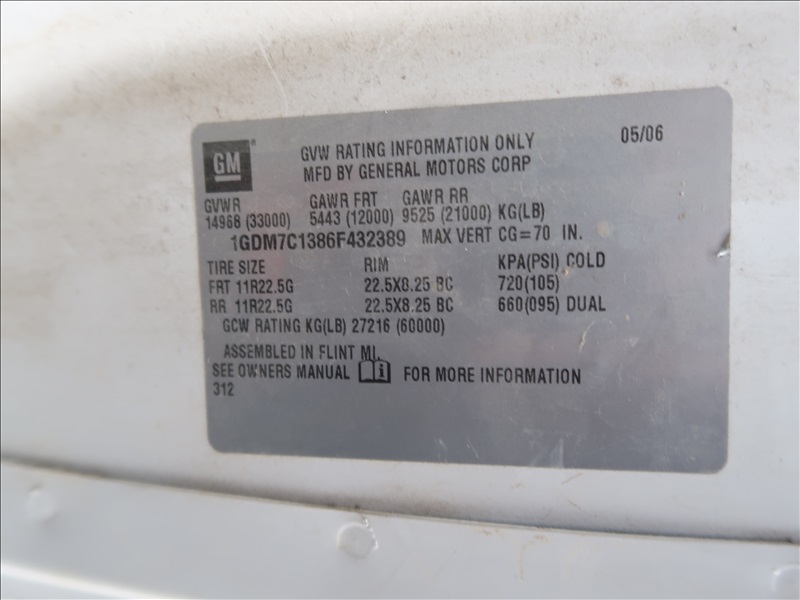 GM ® GVW RATING INFORMATION ONLY 05/06
MFD BY GENERAL MOTORS CORP
GVWR GAWR FRT GAWR RR
14968 (33000) 5443 (12000) 9525 (21000) KG(LB)
1GDM7C1386F432389 MAX VERT CG=70 IN.
TIRE SIZE RIM KPA(PSI) COLD
FRT 11R22.5G 22.5X8.25 BC 720(105)
RR 11R22.5G 22.5X8.25 BC 660(095) DUAL
GCW RATING KG(LB) 27216 (60000)
ASSEMBLED IN FLINT MI.
SEE OWNERS MANUAL i FOR MORE INFORMATION
312